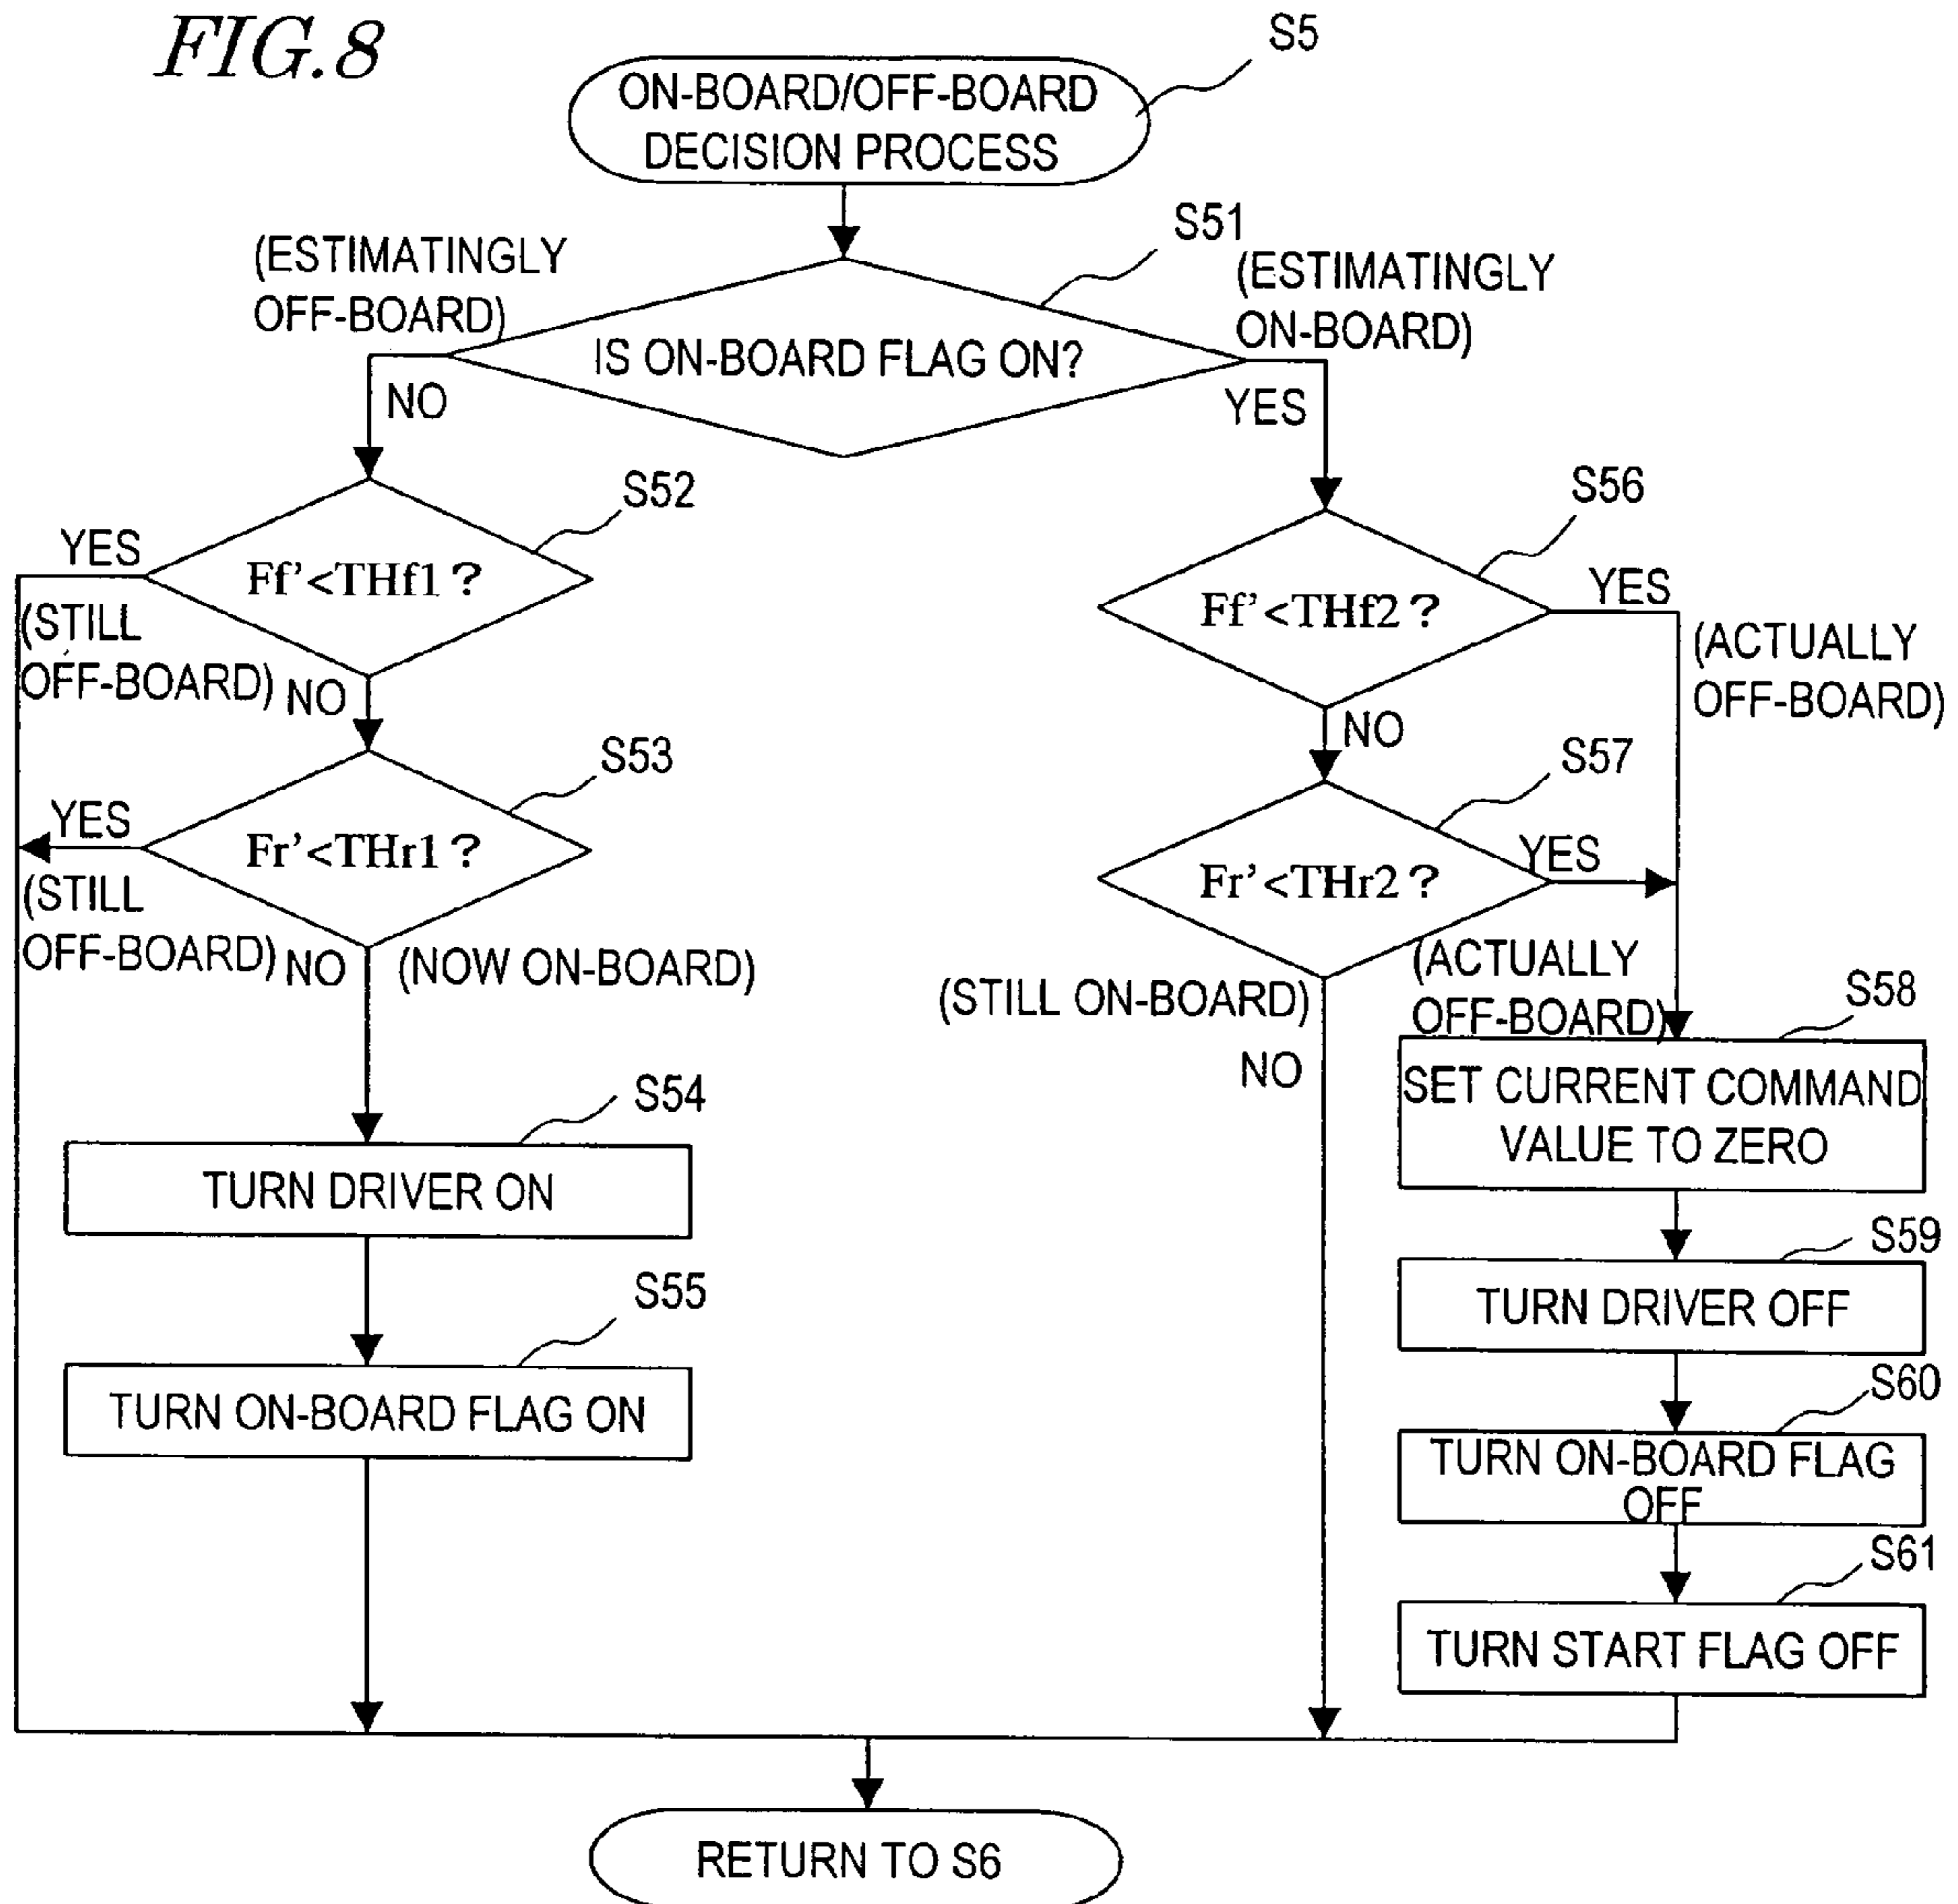 FIG.8
S5
ON-BOARD/OFF-BOARD
DECISION PROCESS
S51
(ESTIMATINGLY
OFF-BOARD)
(ESTIMATINGLY
ON-BOARD)
IS ON-BOARD FLAG ON?
NO
YES
S52
YES
Ff'<THf1?
(STILL
OFF-BOARD)
NO
S53
YES
Fr'<THr1?
(STILL
OFF-BOARD)
NO
(NOW ON-BOARD)
S54
TURN DRIVER ON
S55
TURN ON-BOARD FLAG ON
S56
Ff'<THf2?
YES
(ACTUALLY
OFF-BOARD)
NO
S57
Fr'<THr2?
YES
(ACTUALLY
OFF-BOARD)
(STILL ON-BOARD)
NO
S58
SET CURRENT COMMAND
VALUE TO ZERO
S59
TURN DRIVER OFF
S60
TURN ON-BOARD FLAG
OFF
S61
TURN START FLAG OFF
RETURN TO S6